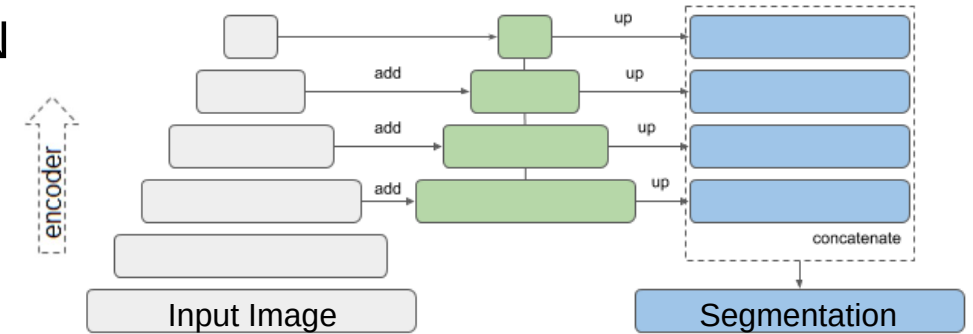 up
add
up
add
up
add
up
encoder
concatenate
Input Image
Segmentation